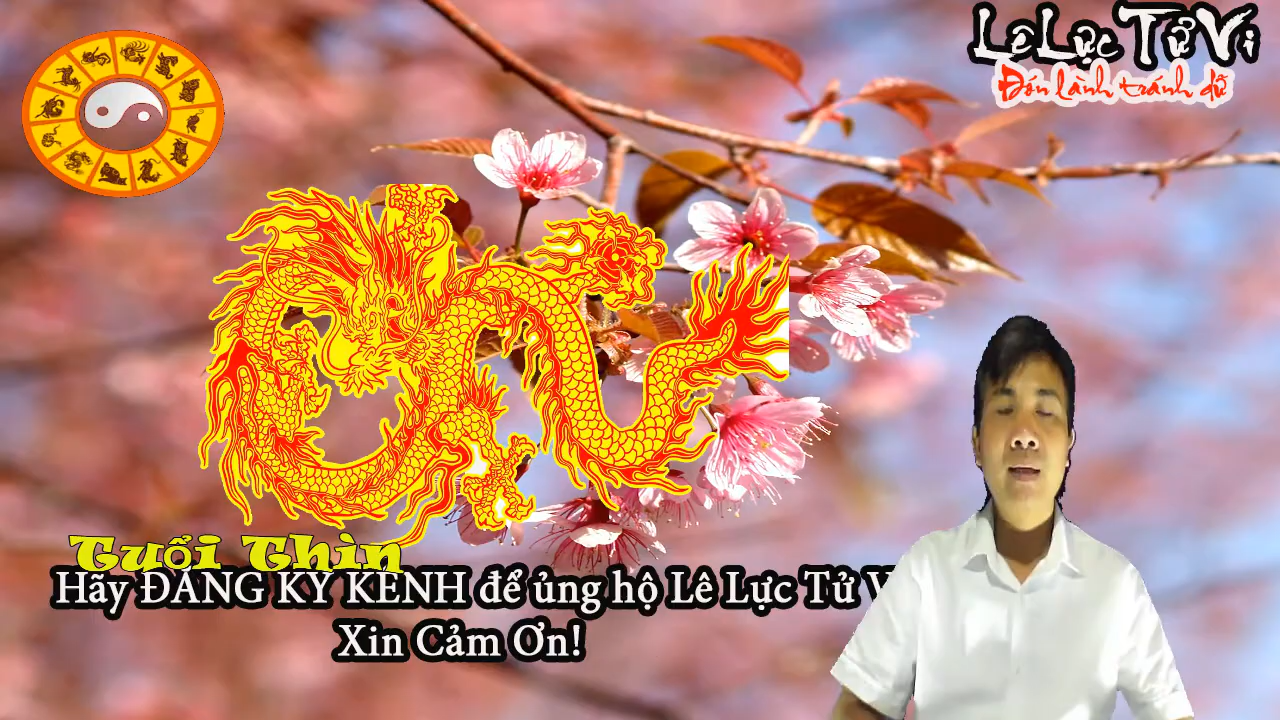 Lê Lực Tử Vi
Đón lành tránh dữ
Tuổi Thìn
Hãy ĐĂNG KÝ KÊNH để ủng hộ Lê Lực Tử V
Xin Cảm Ơn!